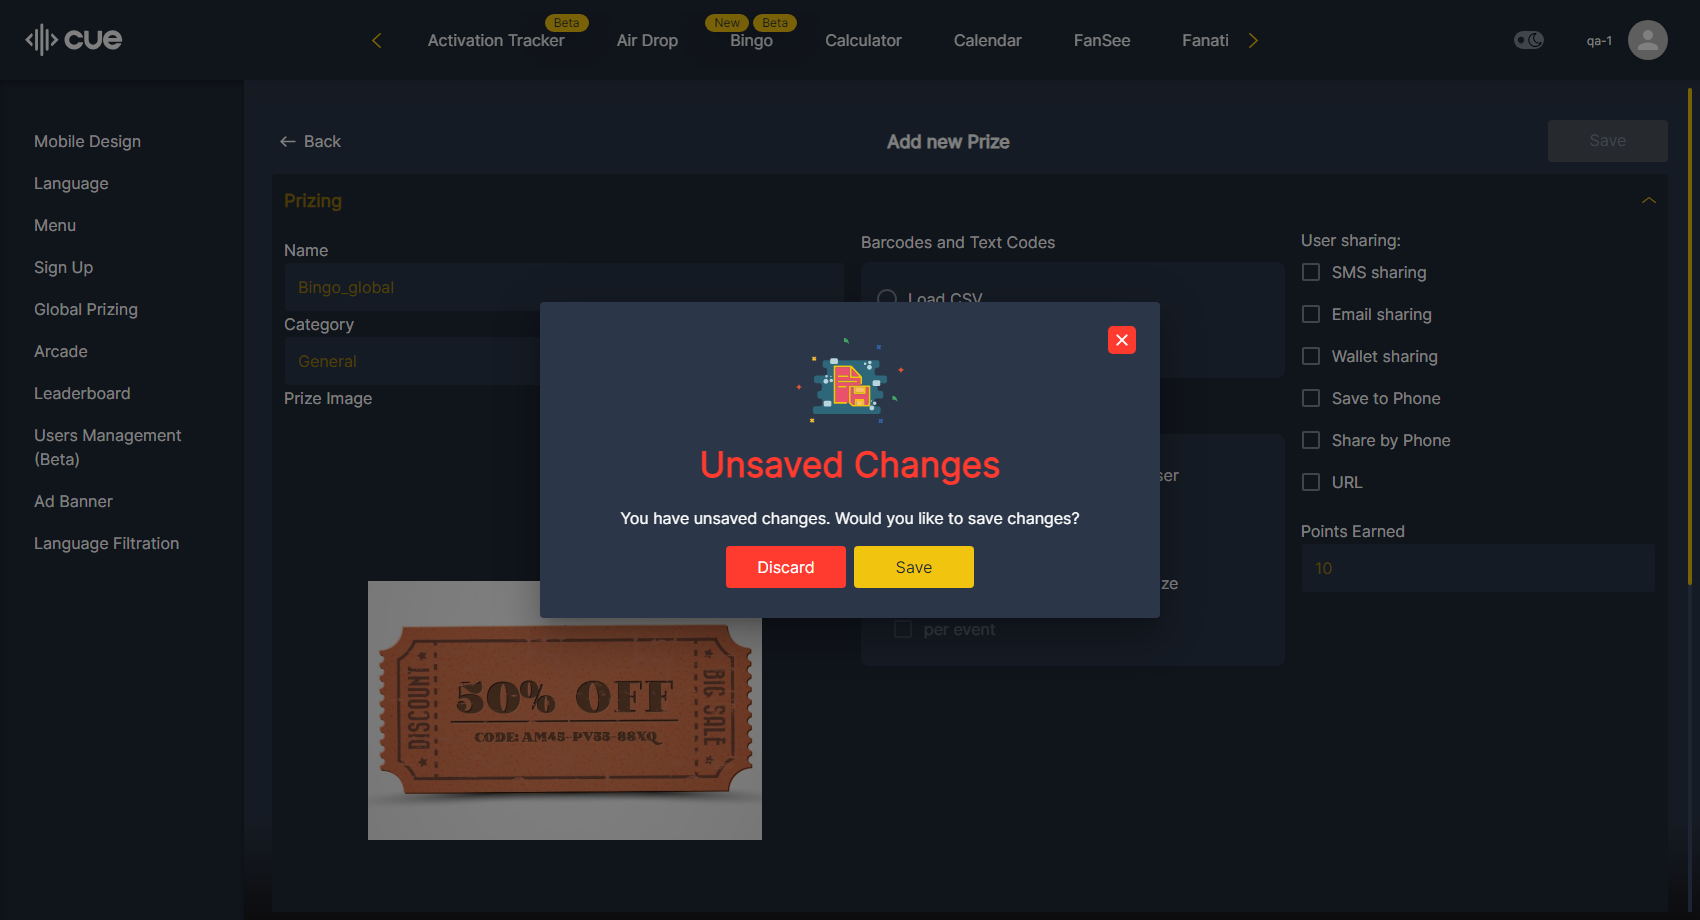 cue
Beta
New
Beta
Activation Tracker
Air Drop
Bingo
Calculator
Calendar
FanSee
Fanati
qa-1
Mobile Design
Language
Menu
Sign Up
Global Prizing
Arcade
Leaderboard
Users Management
(Beta)
Ad Banner
Language Filtration
Back
Add new Prize
Save
Prizing
Name
Bingo_global
Category
General
Prize Image
DISCOUNT
50% OFF
CODE: AM45-PV55-88XQ
BIG SALE
Barcodes and Text Codes
Load CSV
ser
ze
per event
User sharing:
SMS sharing
Email sharing
Wallet sharing
Save to Phone
Share by Phone
URL
Points Earned
10
Unsaved Changes
You have unsaved changes. Would you like to save changes?
Discard
Save